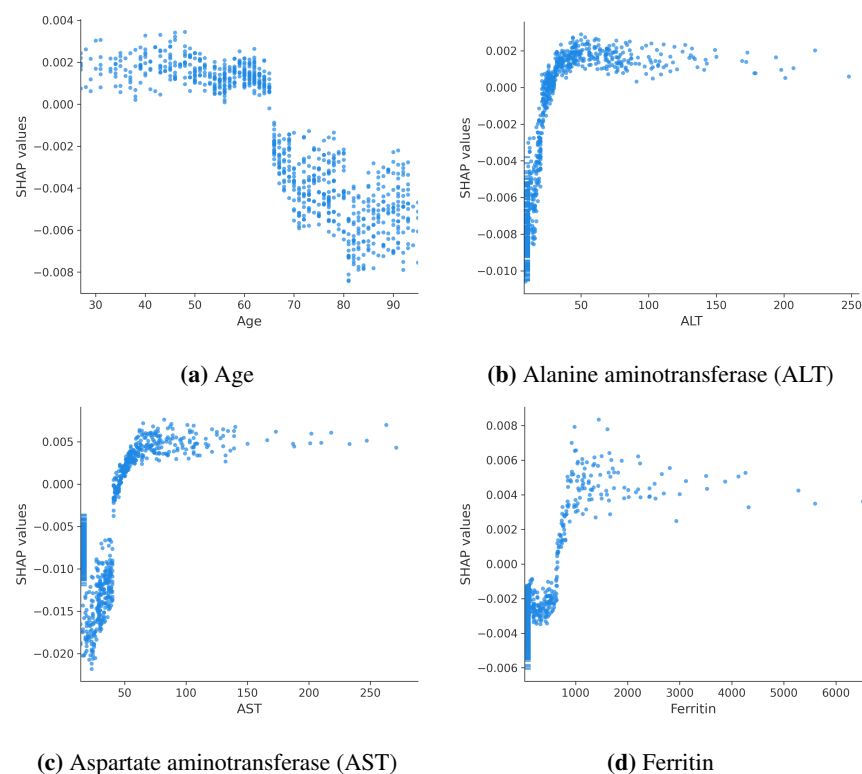 0.004
0.002
0.000
−0.002
−0.004
−0.006
−0.008
SHAP values
30 40 50 60 70 80 90
Age
(a) Age
0.002
0.000
−0.002
−0.004
−0.006
−0.008
−0.010
SHAP values
50 100 150 200 250
ALT
(b) Alanine aminotransferase (ALT)
0.005
0.000
−0.005
−0.010
−0.015
−0.020
SHAP values
50 100 150 200 250
AST
(c) Aspartate aminotransferase (AST)
0.008
0.006
0.004
0.002
0.000
−0.002
−0.004
−0.006
SHAP values
1000 2000 3000 4000 5000 6000
Ferritin
(d) Ferritin